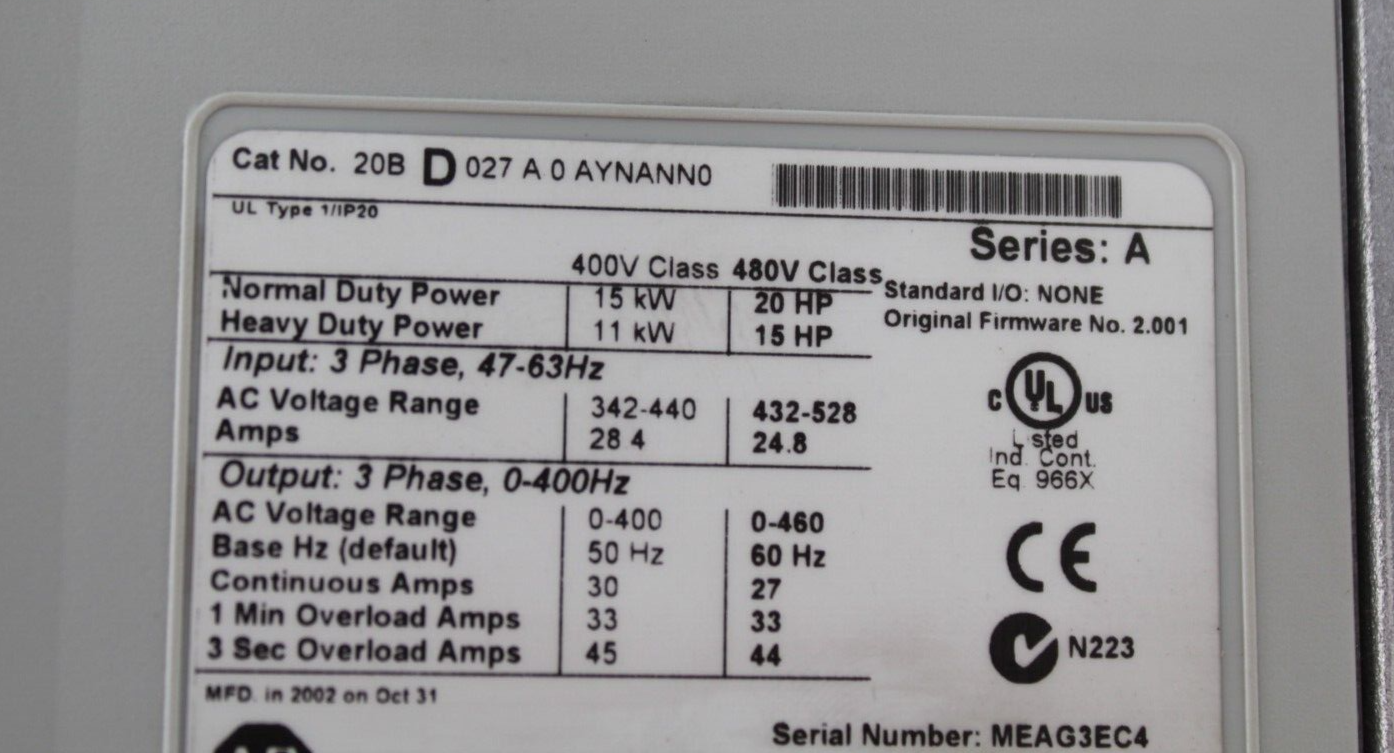 Cat No. 20B D 027 A 0 AYNANN0
UL Type 1/IP20
Series: A
400V Class 480V Class
Standard I/O: NONE
Original Firmware No. 2.001
Normal Duty Power 15 kW 20 HP
Heavy Duty Power 11 kW 15 HP
Input: 3 Phase, 47-63Hz
AC Voltage Range 342-440 432-528
Amps 28 4 24.8
C UL US
Listed
Ind. Cont.
Eq. 966X
Output: 3 Phase, 0-400Hz
AC Voltage Range 0-400 0-460
Base Hz (default) 50 Hz 60 Hz
Continuous Amps 30 27
1 Min Overload Amps 33 33
3 Sec Overload Amps 45 44
CE
N223
MFD. in 2002 on Oct 31
Serial Number: MEAG3EC4